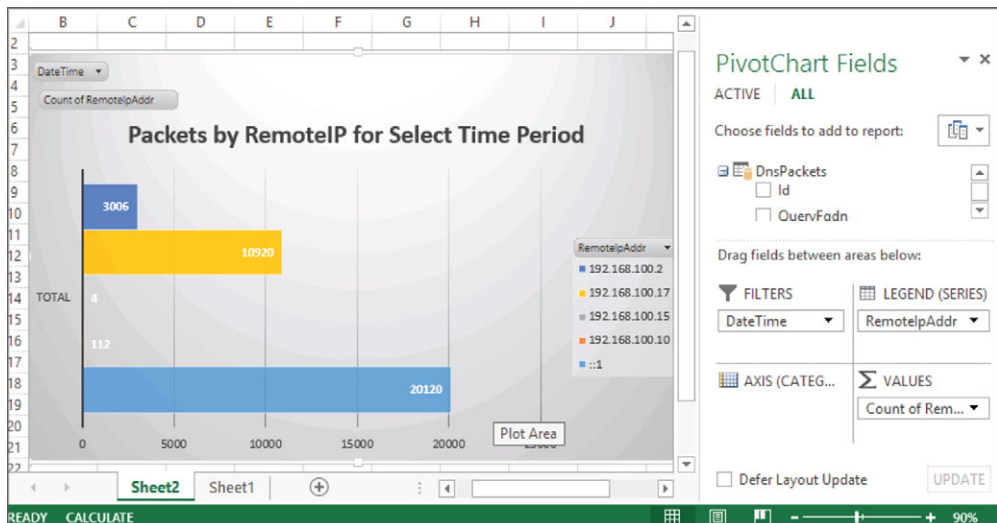 B C D E F G H I J
2
3
4
5
6
7
8
9
10
11
12
13
14
15
16
17
18
19
20
21
22
DateTime
Count of RemoteIpAddr
Packets by RemoteIP for Select Time Period
3006
10920
4
112
20120
TOTAL
0 5000 10000 15000 20000 25000
Plot Area
RemoteIpAddr
192.168.100.2
192.168.100.17
192.168.100.15
192.168.100.10
::1
Sheet2 Sheet1
READY CALCULATE
90%
PivotChart Fields
ACTIVE ALL
Choose fields to add to report:
DnsPackets
Id
QueryFqdn
Drag fields between areas below:
FILTERS
DateTime
LEGEND (SERIES)
RemoteIpAddr
AXIS (CATEG...
VALUES
Count of Rem...
Defer Layout Update
UPDATE